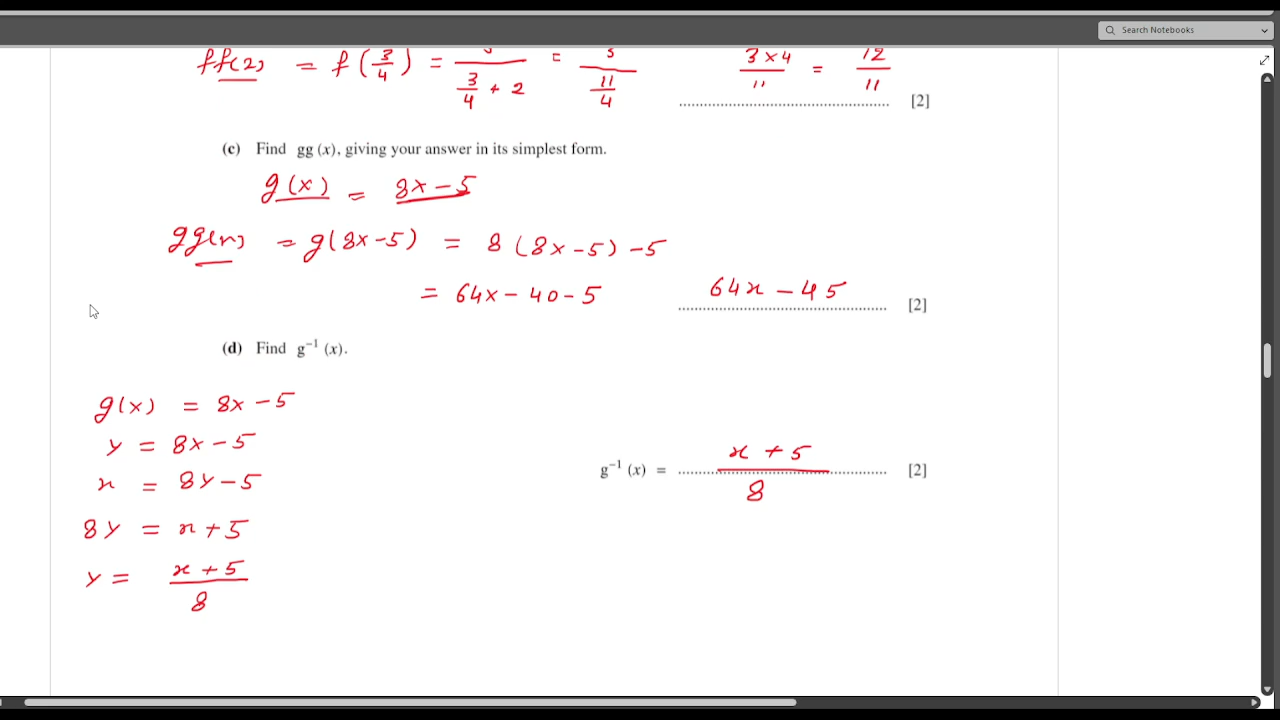 Search Notebooks
ff(2) = f(3/4) = 3/(3/4 + 2) = 3/(11/4) (3×4)/11 = 12/11
[2]
(c) Find gg (x), giving your answer in its simplest form.
g(x) = 8x-5
gg(x) = g(8x-5) = 8(8x-5)-5
= 64x-40-5 64x-45 [2]
(d) Find g⁻¹ (x).
g(x) = 8x-5
y = 8x-5
x = 8y-5
8y = x+5
y = (x+5)/8
g⁻¹ (x) = (x+5)/8 [2]